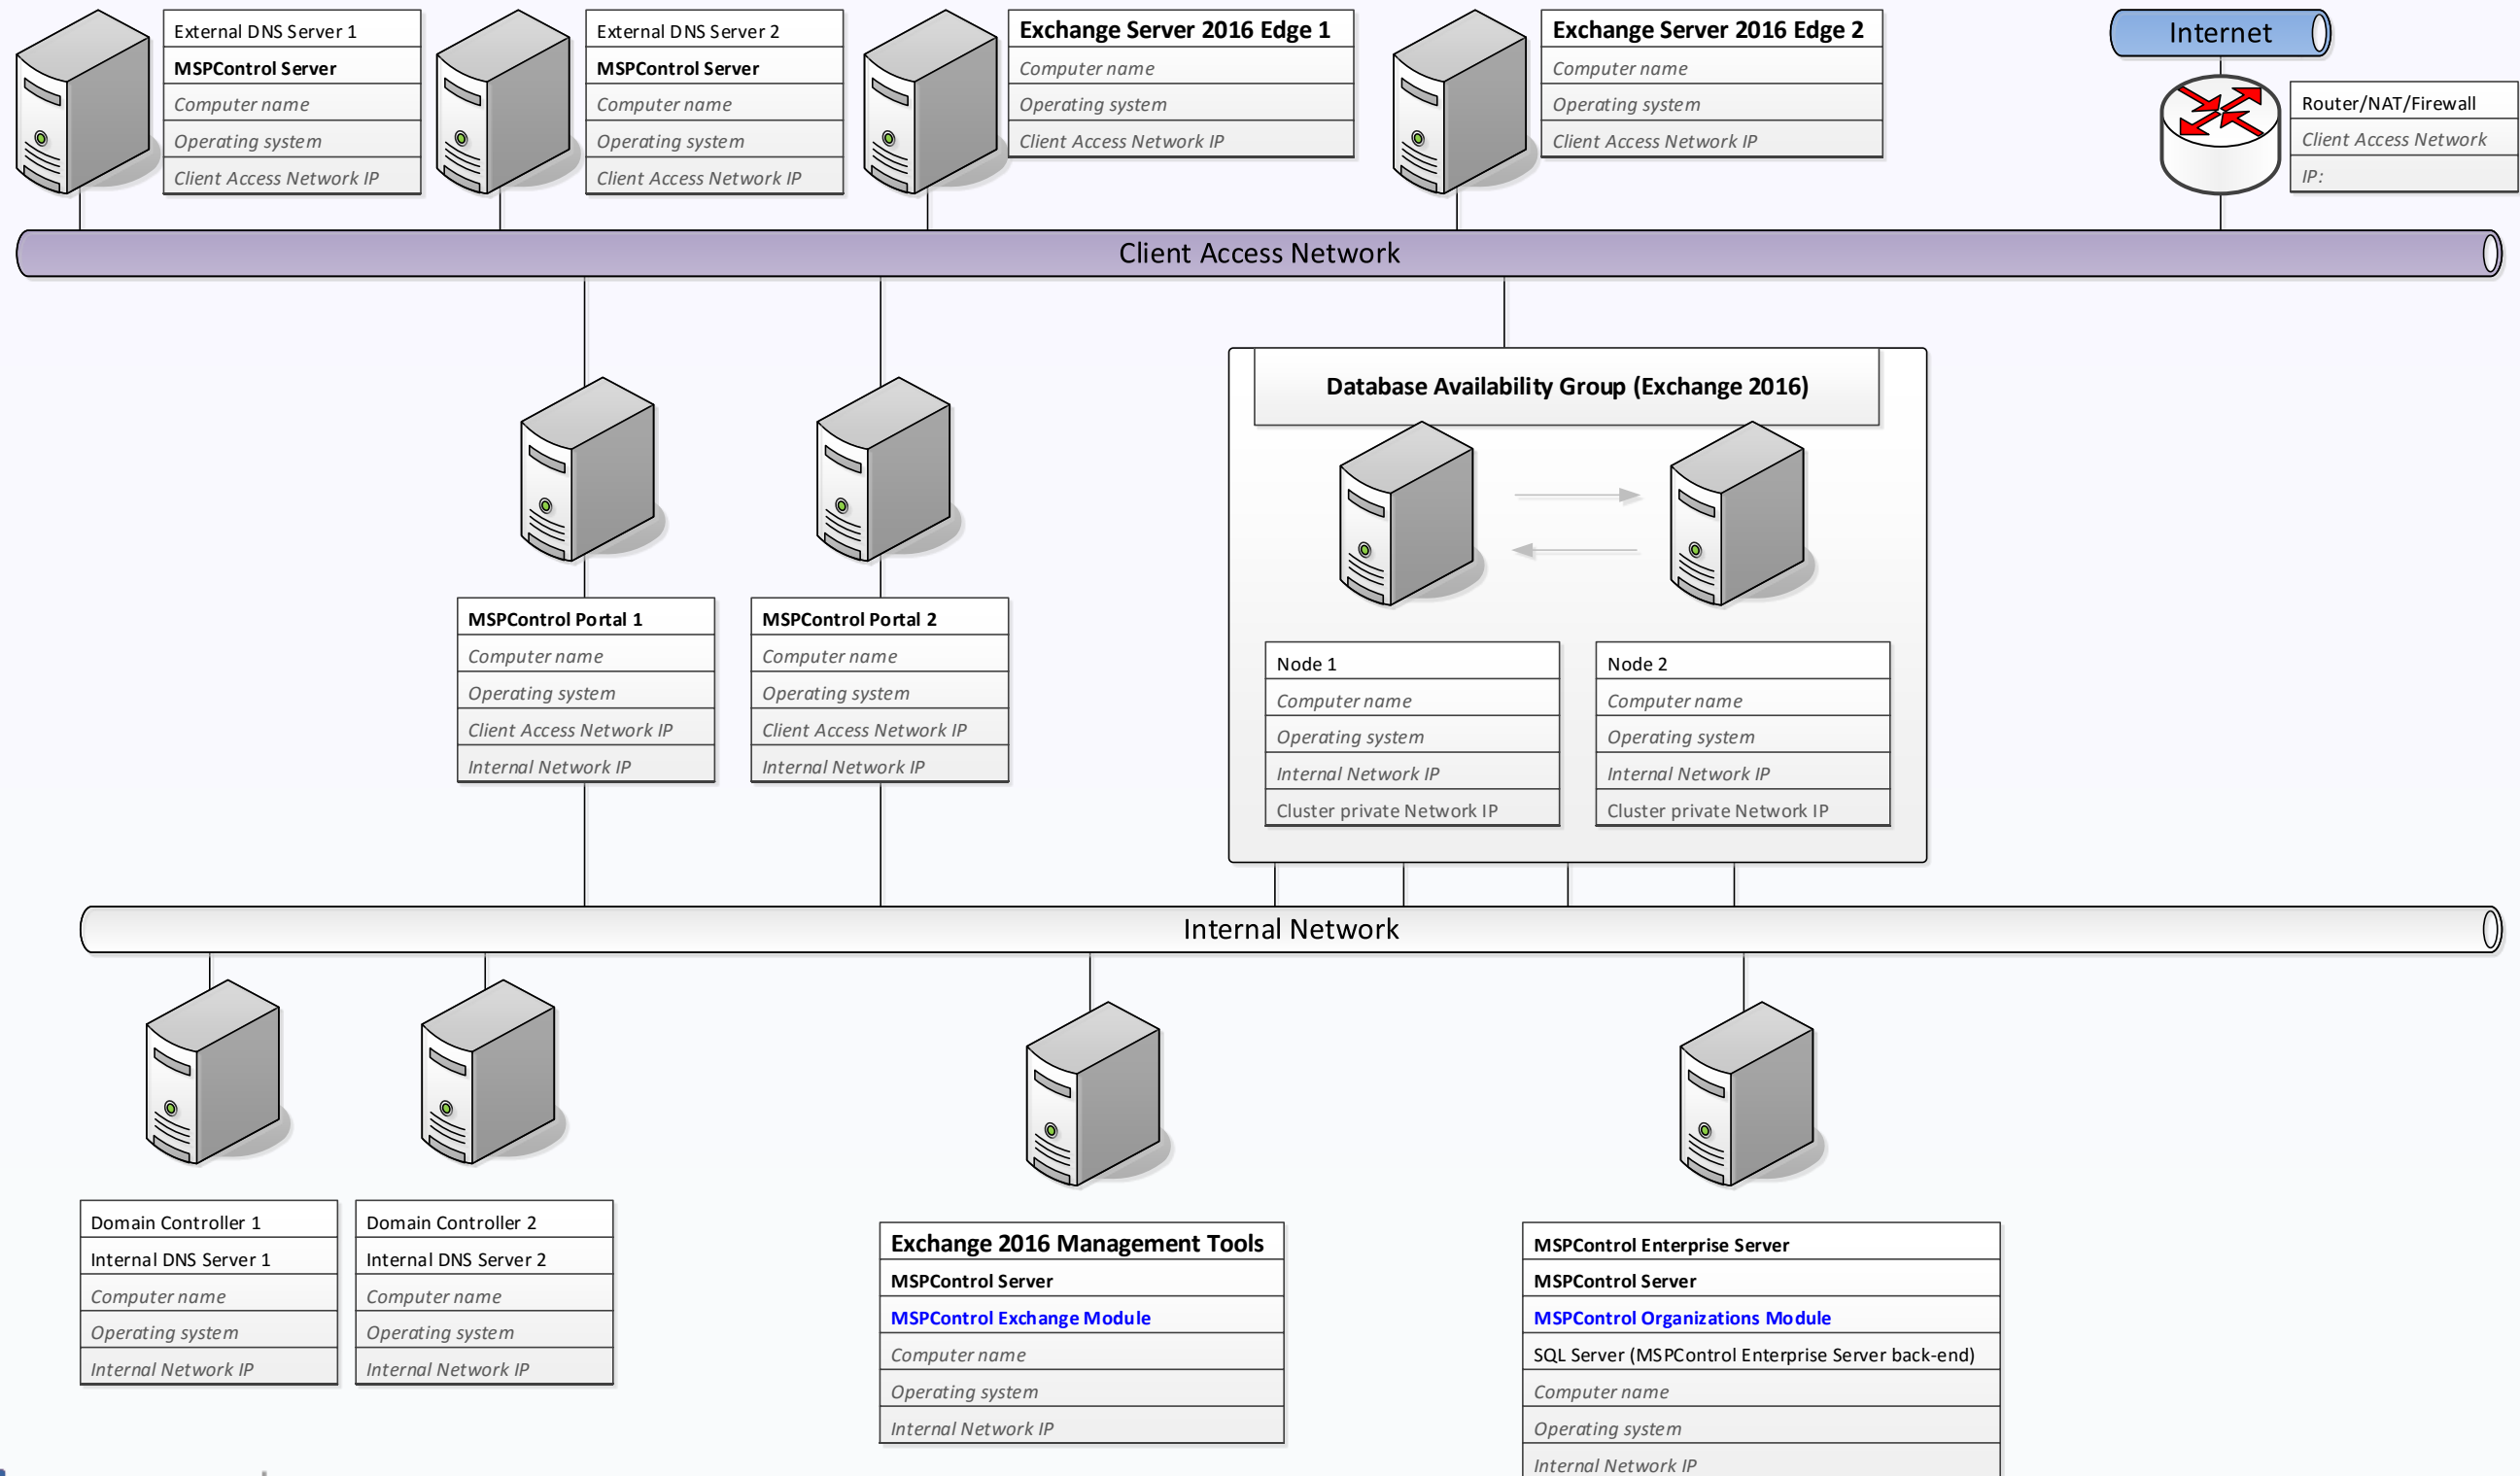 External DNS Server 1
MSPControl Server
Computer name
Operating system
Client Access Network IP
External DNS Server 2
MSPControl Server
Computer name
Operating system
Client Access Network IP
Exchange Server 2016 Edge 1
Computer name
Operating system
Client Access Network IP
Exchange Server 2016 Edge 2
Computer name
Operating system
Client Access Network IP
Internet
Router/NAT/Firewall
Client Access Network
IP:
Client Access Network
MSPControl Portal 1
Computer name
Operating system
Client Access Network IP
Internal Network IP
MSPControl Portal 2
Computer name
Operating system
Client Access Network IP
Internal Network IP
Database Availability Group (Exchange 2016)
Node 1
Computer name
Operating system
Internal Network IP
Cluster private Network IP
Node 2
Computer name
Operating system
Internal Network IP
Cluster private Network IP
Internal Network
Domain Controller 1
Internal DNS Server 1
Computer name
Operating system
Internal Network IP
Domain Controller 2
Internal DNS Server 2
Computer name
Operating system
Internal Network IP
Exchange 2016 Management Tools
MSPControl Server
MSPControl Exchange Module
Computer name
Operating system
Internal Network IP
MSPControl Enterprise Server
MSPControl Server
MSPControl Organizations Module
SQL Server (MSPControl Enterprise Server back-end)
Computer name
Operating system
Internal Network IP